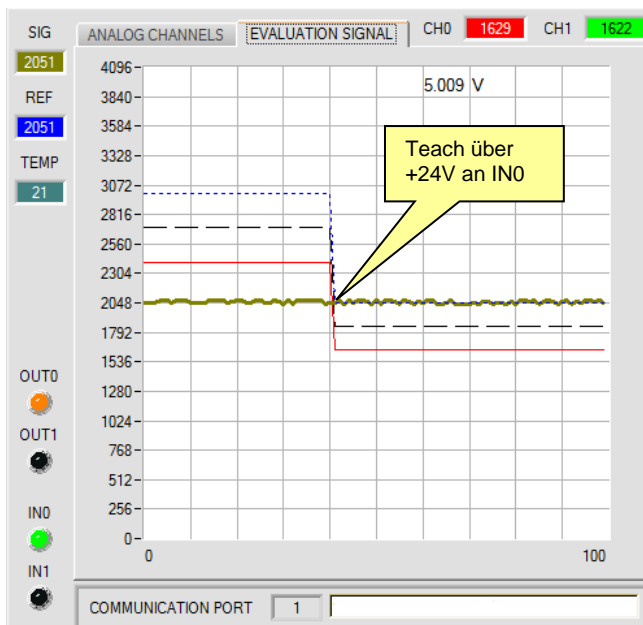 SIG
2051
REF
2051
TEMP
21
OUT0
OUT1
IN0
IN1
ANALOG CHANNELS
EVALUATION SIGNAL
CH0
1629
CH1
1622
5.009 V
Teach über
+24V an IN0
4096
3840
3584
3328
3072
2816
2560
2304
2048
1792
1536
1280
1024
768
512
256
0
0
100
COMMUNICATION PORT
1